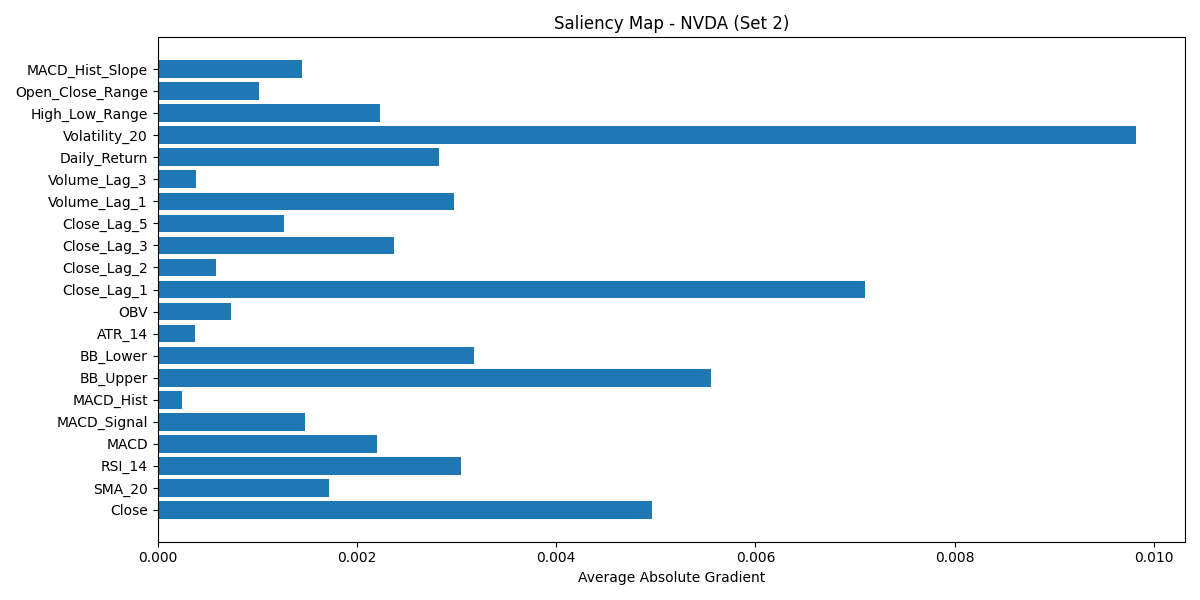 Saliency Map - NVDA (Set 2)
MACD_Hist_Slope
Open_Close_Range
High_Low_Range
Volatility_20
Daily_Return
Volume_Lag_3
Volume_Lag_1
Close_Lag_5
Close_Lag_3
Close_Lag_2
Close_Lag_1
OBV
ATR_14
BB_Lower
BB_Upper
MACD_Hist
MACD_Signal
MACD
RSI_14
SMA_20
Close
0.000 0.002 0.004 0.006 0.008 0.010
Average Absolute Gradient